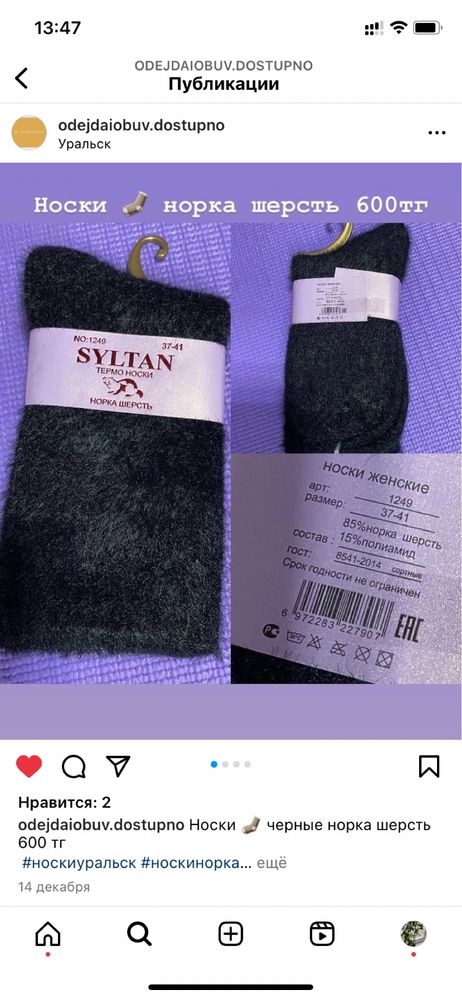 13:47
ODEJDAIOBUV.DOSTUPNO
Публикации
odejdaiobuv.dostupno
Уральск
Носки 🧦 норка шерсть 600тг
NO:1249 37-41
SYLTAN
ТЕРМО НОСКИ
НОРКА ШЕРСТЬ
носки женские
арт: 1249
размер: 37-41
85%норка шерсть
состав : 15%полиамид
гост: 8541-2014 сортные
Срок годности не ограничен
6 972283 227907
EAC
Нравится: 2
odejdaiobuv.dostupno Носки 🧦 черные норка шерсть
600 тг
#носкиуральск #носкинорка... ещё
14 декабря